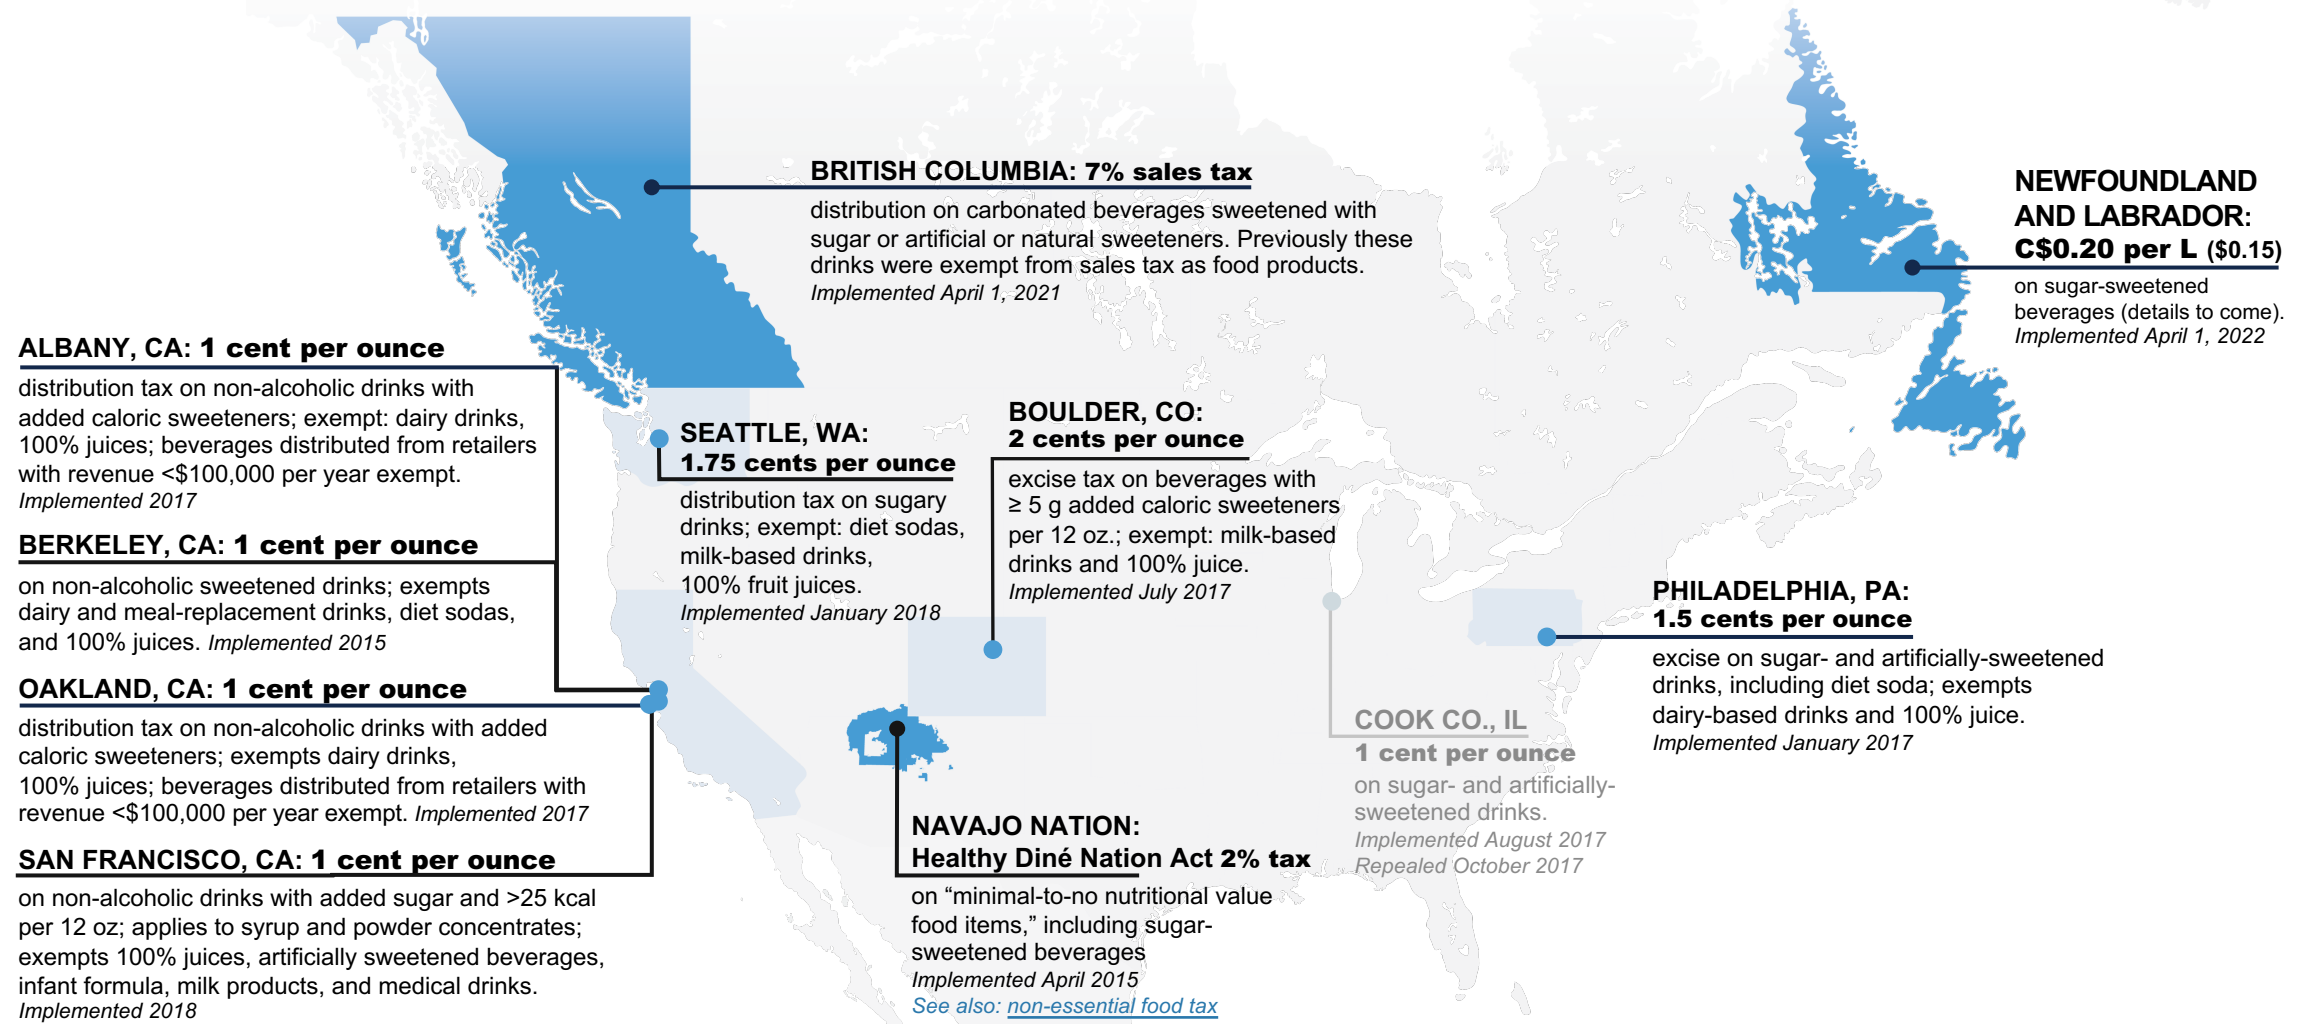 BRITISH COLUMBIA: 7% sales tax
distribution on carbonated beverages sweetened with
sugar or artificial or natural sweeteners. Previously these
drinks were exempt from sales tax as food products.
Implemented April 1, 2021
NEWFOUNDLAND
AND LABRADOR:
C$0.20 per L ($0.15)
on sugar-sweetened
beverages (details to come).
Implemented April 1, 2022
ALBANY, CA: 1 cent per ounce
distribution tax on non-alcoholic drinks with
added caloric sweeteners; exempt: dairy drinks,
100% juices; beverages distributed from retailers
with revenue <$100,000 per year exempt.
Implemented 2017
BERKELEY, CA: 1 cent per ounce
on non-alcoholic sweetened drinks; exempts
dairy and meal-replacement drinks, diet sodas,
and 100% juices. Implemented 2015
OAKLAND, CA: 1 cent per ounce
distribution tax on non-alcoholic drinks with added
caloric sweeteners; exempts dairy drinks,
100% juices; beverages distributed from retailers with
revenue <$100,000 per year exempt. Implemented 2017
SAN FRANCISCO, CA: 1 cent per ounce
on non-alcoholic drinks with added sugar and >25 kcal
per 12 oz; applies to syrup and powder concentrates;
exempts 100% juices, artificially sweetened beverages,
infant formula, milk products, and medical drinks.
Implemented 2018
SEATTLE, WA:
1.75 cents per ounce
distribution tax on sugary
drinks; exempt: diet sodas,
milk-based drinks,
100% fruit juices.
Implemented January 2018
BOULDER, CO:
2 cents per ounce
excise tax on beverages with
≥ 5 g added caloric sweeteners
per 12 oz.; exempt: milk-based
drinks and 100% juice.
Implemented July 2017
NAVAJO NATION:
Healthy Diné Nation Act 2% tax
on “minimal-to-no nutritional value
food items,” including sugar-
sweetened beverages
Implemented April 2015
See also: non-essential food tax
COOK CO., IL
1 cent per ounce
on sugar- and artificially-
sweetened drinks.
Implemented August 2017
Repealed October 2017
PHILADELPHIA, PA:
1.5 cents per ounce
excise on sugar- and artificially-sweetened
drinks, including diet soda; exempts
dairy-based drinks and 100% juice.
Implemented January 2017